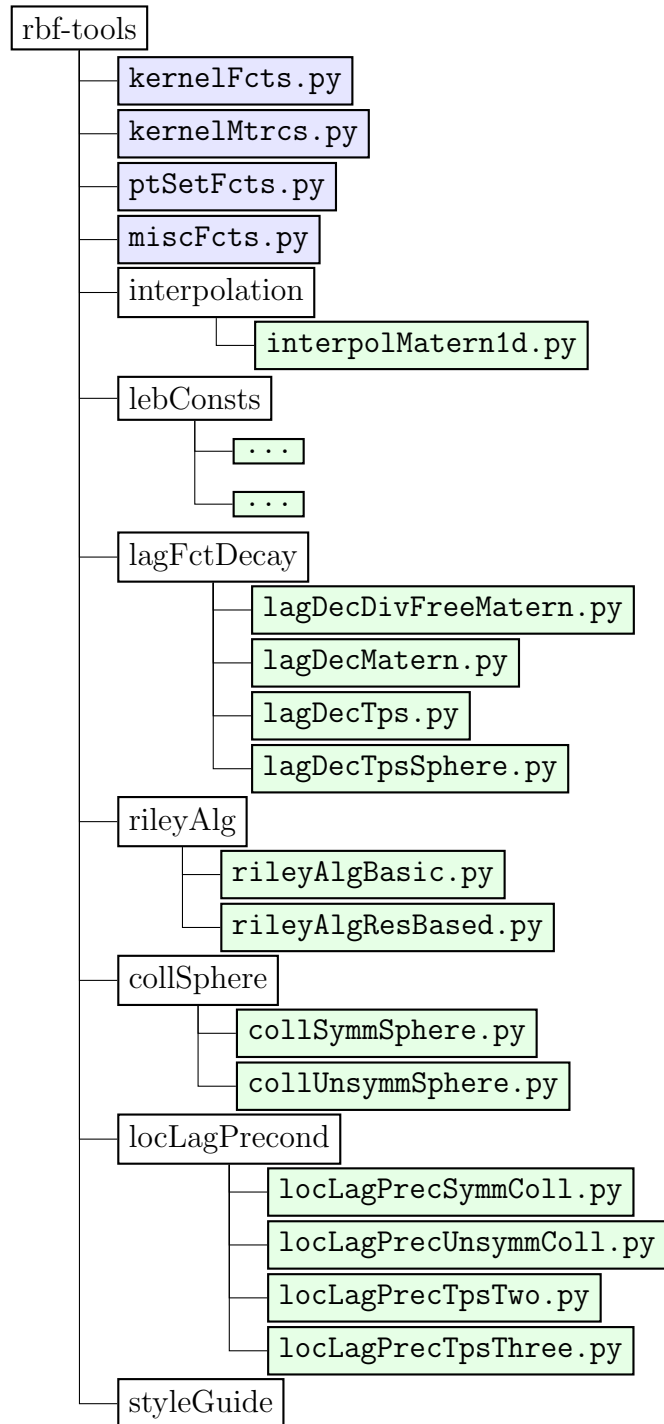 rbf-tools
kernelFcts.py
kernelMtrcs.py
ptSetFcts.py
miscFcts.py
interpolation
interpolMatern1d.py
lebConsts
...
...
lagFctDecay
lagDecDivFreeMatern.py
lagDecMatern.py
lagDecTps.py
lagDecTpsSphere.py
rileyAlg
rileyAlgBasic.py
rileyAlgResBased.py
collSphere
collSymmSphere.py
collUnsymmSphere.py
locLagPrecond
locLagPrecSymmColl.py
locLagPrecUnsymmColl.py
locLagPrecTpsTwo.py
locLagPrecTpsThree.py
styleGuide